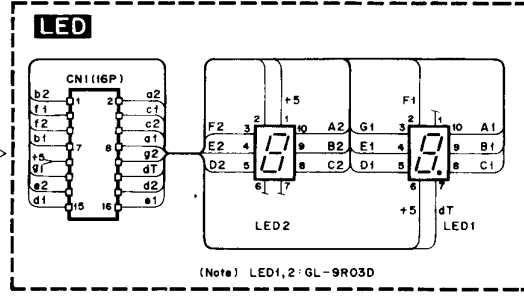 LED
CN1(16P)
b2 1 2 a2
f1 c2
f2 c1
b1 7 8 a1
+5 g2
g1 dT
e2 d2
d1 15 16 e1
+5 F1
2 1 2 1
F2 3 10 A2 G1 3 10 A1
E2 4 9 B2 E1 4 9 B1
D2 5 8 C2 D1 5 8 C1
6 7 6 7
+5 dT
LED2 LED1
(Note) LED1,2:GL-9R03D